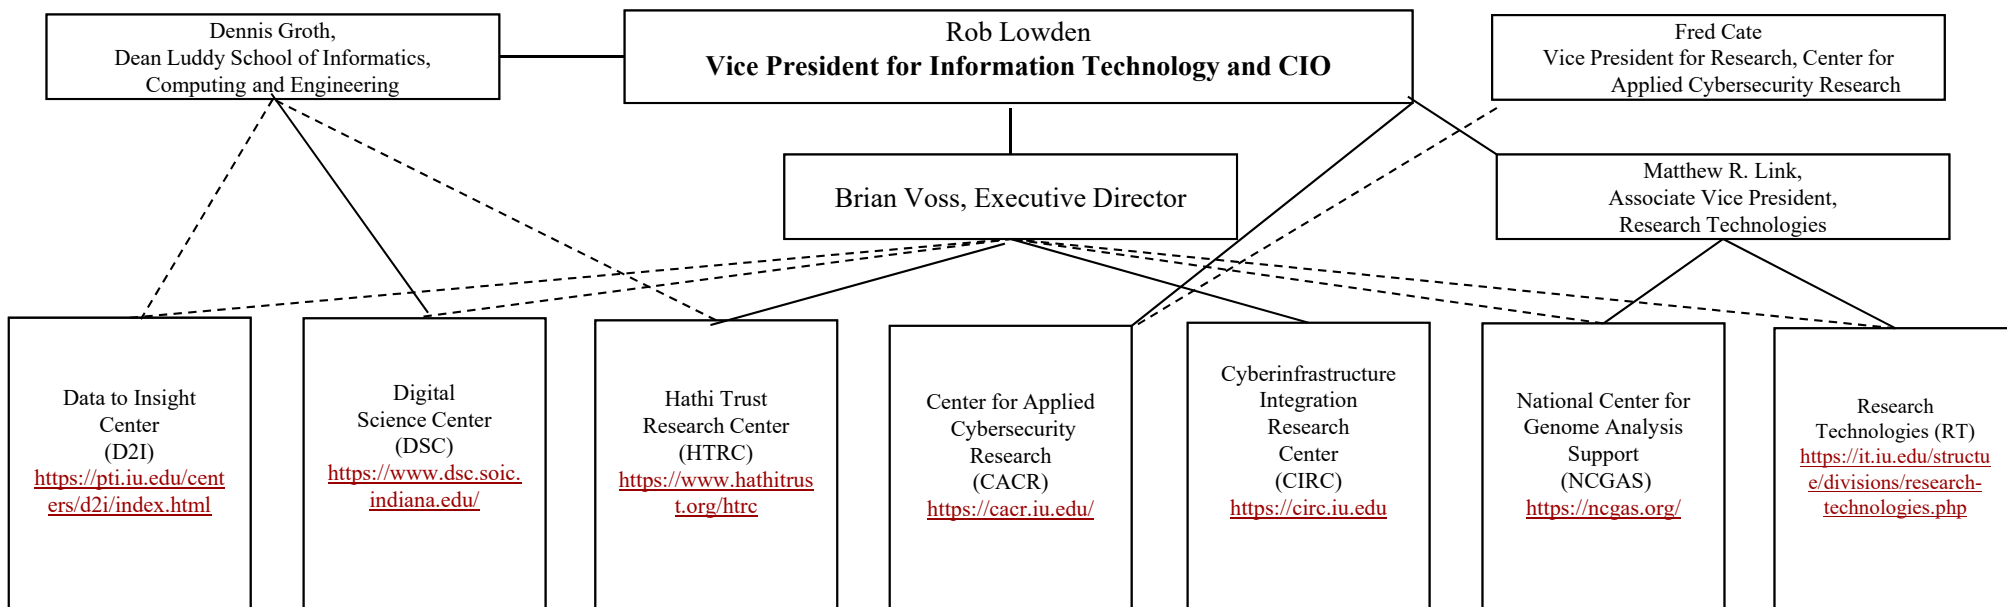 Dennis Groth,
Dean Luddy School of Informatics,
Computing and Engineering
Rob Lowden
Vice President for Information Technology and CIO
Fred Cate
Vice President for Research, Center for
Applied Cybersecurity Research
Brian Voss, Executive Director
Matthew R. Link,
Associate Vice President,
Research Technologies
Data to Insight
Center
(D2I)
https://pti.iu.edu/cent
ers/d2i/index.html
Digital
Science Center
(DSC)
https://www.dsc.soic.
indiana.edu/
Hathi Trust
Research Center
(HTRC)
https://www.hathitrus
t.org/htrc
Center for Applied
Cybersecurity
Research
(CACR)
https://cacr.iu.edu/
Cyberinfrastructure
Integration
Research
Center
(CIRC)
https://circ.iu.edu
National Center for
Genome Analysis
Support
(NCGAS)
https://ncgas.org/
Research
Technologies (RT)
https://it.iu.edu/structu
e/divisions/research-
technologies.php